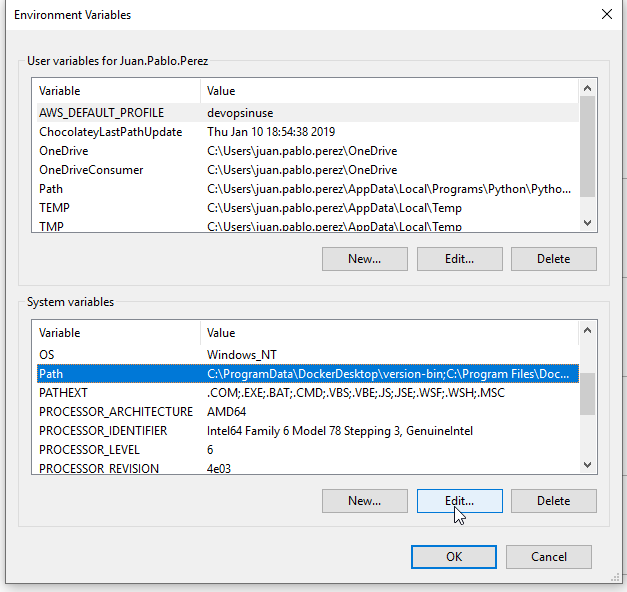 Environment Variables
User variables for Juan.Pablo.Perez
Variable Value
AWS_DEFAULT_PROFILE devopsinuse
ChocolateyLastPathUpdate Thu Jan 10 18:54:38 2019
OneDrive C:\Users\juan.pablo.perez\OneDrive
OneDriveConsumer C:\Users\juan.pablo.perez\OneDrive
Path C:\Users\juan.pablo.perez\AppData\Local\Programs\Python\Pytho...
TEMP C:\Users\juan.pablo.perez\AppData\Local\Temp
TMP C:\Users\juan.pablo.perez\AppData\Local\Temp
New... Edit... Delete
System variables
Variable Value
OS Windows_NT
Path C:\ProgramData\DockerDesktop\version-bin;C:\Program Files\Doc...
PATHEXT .COM;.EXE;.BAT;.CMD;.VBS;.VBE;.JS;.JSE;.WSF;.WSH;.MSC
PROCESSOR_ARCHITECTURE AMD64
PROCESSOR_IDENTIFIER Intel64 Family 6 Model 78 Stepping 3, GenuineIntel
PROCESSOR_LEVEL 6
PROCESSOR_REVISION 4e03
New... Edit... Delete
OK Cancel